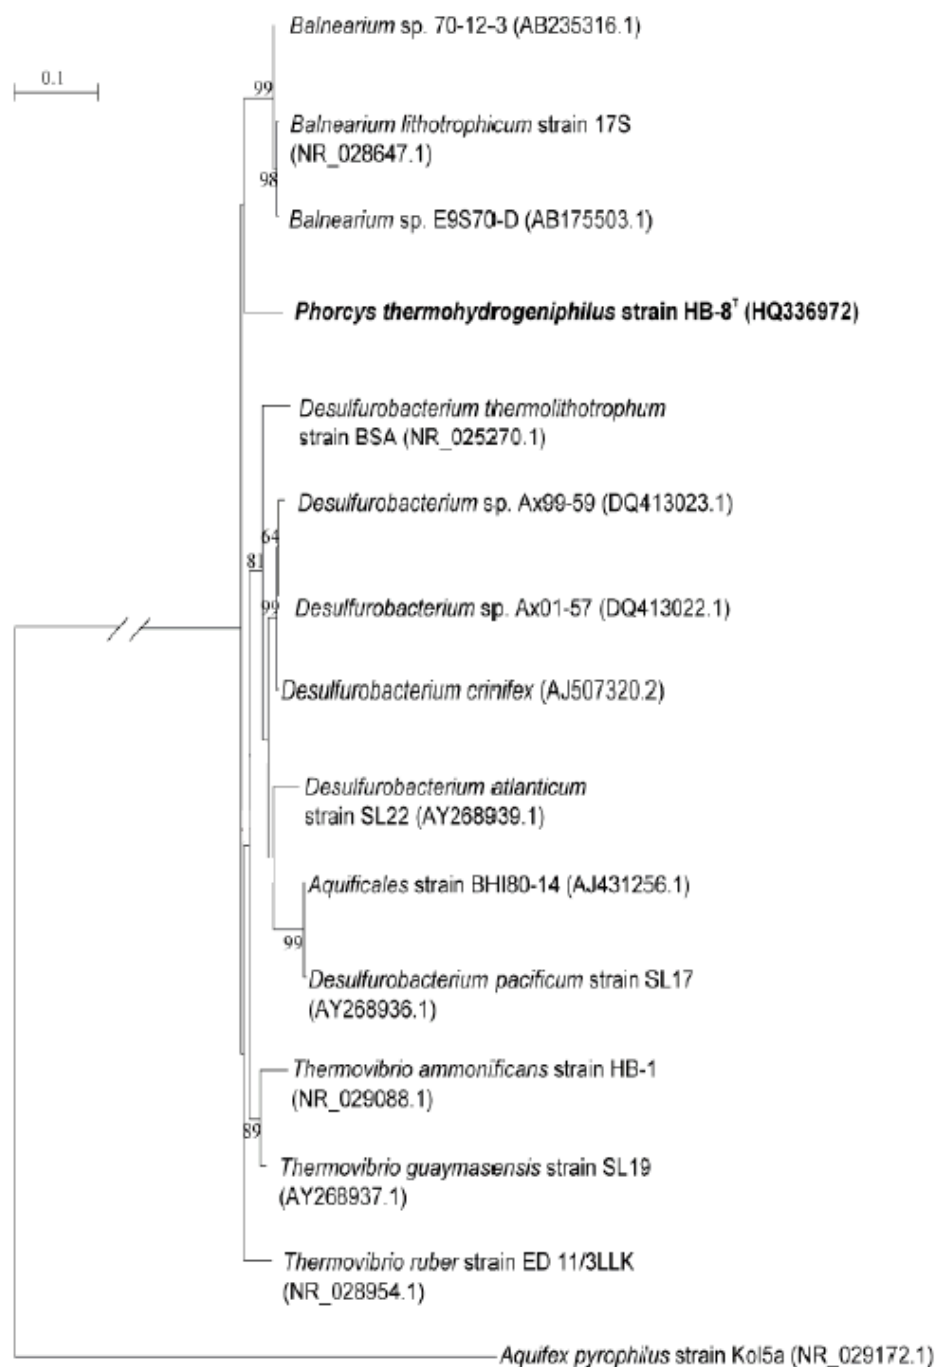 Balnearium sp. 70-12-3 (AB235316.1)
0.1
99
Balnearium lithotrophicum strain 17S
(NR_028647.1)
98
Balnearium sp. E9S70-D (AB175503.1)
Phorcys thermohydrogeniphilus strain HB-8T (HQ336972)
Desulfurobacterium thermolithotrophum
strain BSA (NR_025270.1)
Desulfurobacterium sp. Ax99-59 (DQ413023.1)
64
81
99
Desulfurobacterium sp. Ax01-57 (DQ413022.1)
Desulfurobacterium crinifex (AJ507320.2)
Desulfurobacterium atlanticum
strain SL22 (AY268939.1)
Aquificales strain BHI80-14 (AJ431256.1)
99
Desulfurobacterium pacificum strain SL17
(AY268936.1)
Thermovibrio ammonificans strain HB-1
(NR_029088.1)
89
Thermovibrio guaymasensis strain SL19
(AY268937.1)
Thermovibrio ruber strain ED 11/3LLK
(NR_028954.1)
Aquifex pyrophilus strain Kol5a (NR_029172.1)